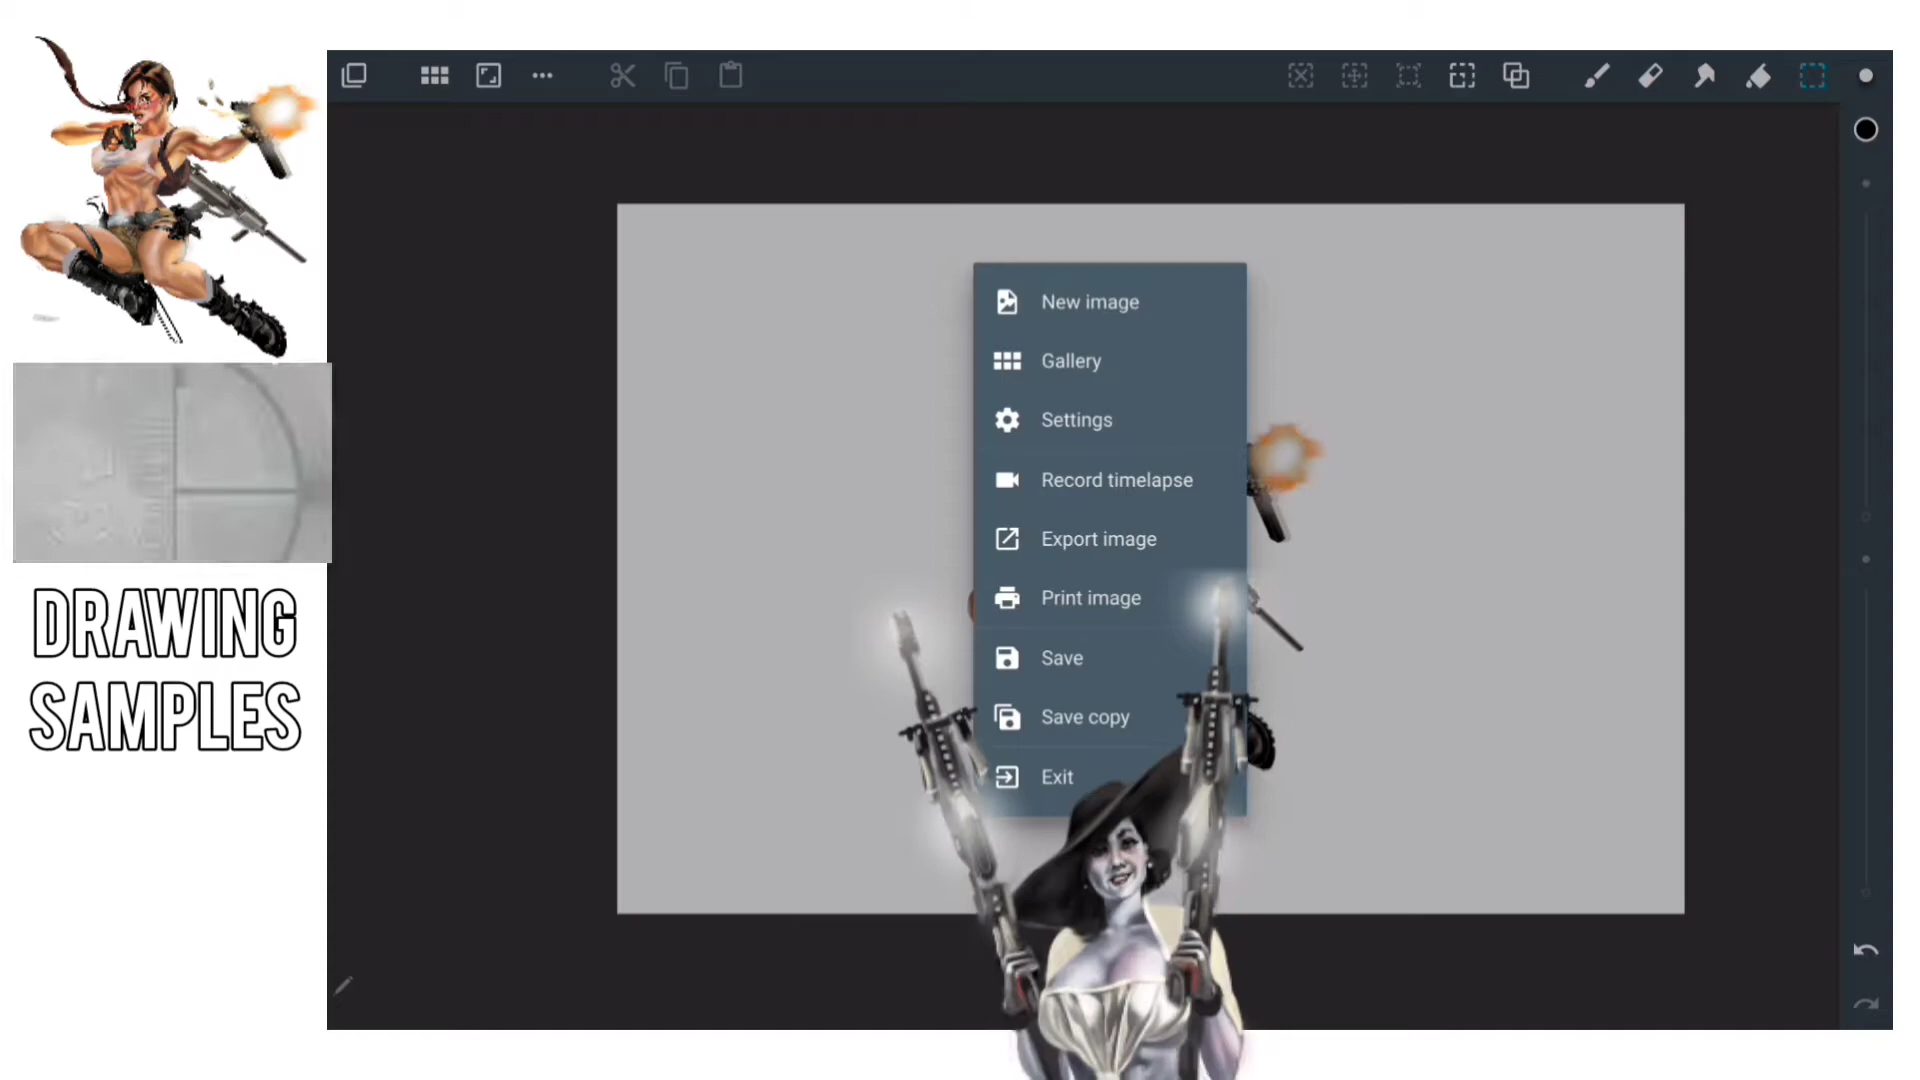 New image
Gallery
Settings
Record timelapse
Export image
Print image
Save
Save copy
Exit
DRAWING
SAMPLES